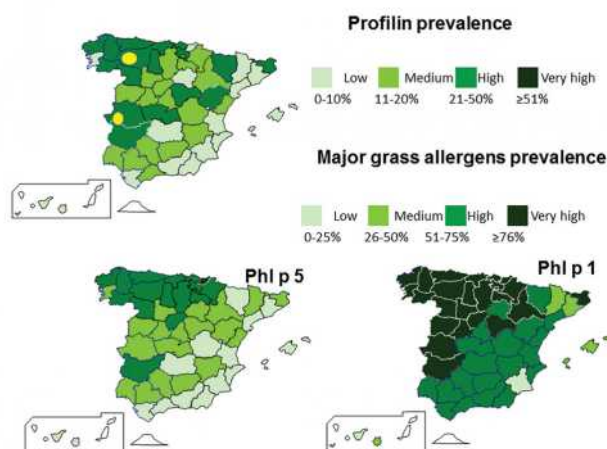 Profilin prevalence
Low Medium High Very high
0-10% 11-20% 21-50% ≥51%
Major grass allergens prevalence
Low Medium High Very high
0-25% 26-50% 51-75% ≥76%
Phl p 5 Phl p 1